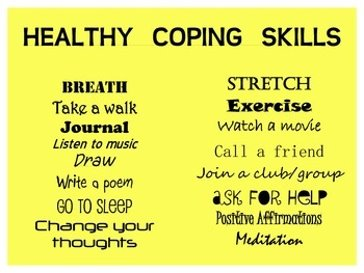 HEALTHY COPING SKILLS
BREATH
Take a walk
Journal
Listen to music
Draw
Write a poem
GO TO SLEEP
Change your
thoughts
STRETCH
Exercise
Watch a movie
Call a friend
Join a club/group
ASK FOR HELP
Positive Affirmations
Meditation